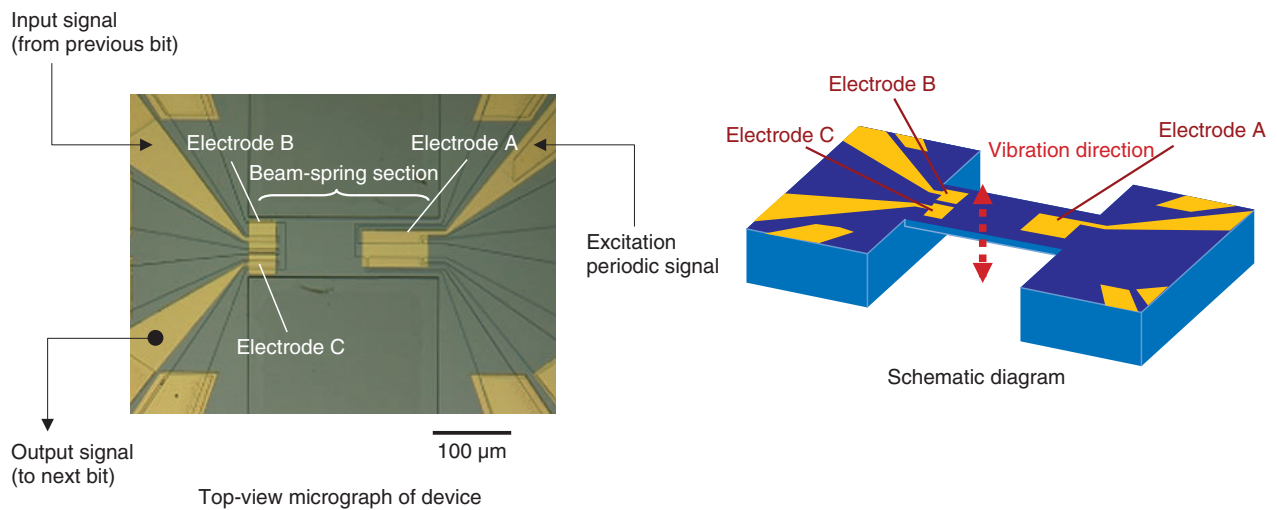 Input signal
(from previous bit)
Electrode B
Electrode A
Beam-spring section
Electrode C
Excitation
periodic signal
Output signal
(to next bit)
100 µm
Top-view micrograph of device
Electrode B
Electrode C
Electrode A
Vibration direction
Schematic diagram